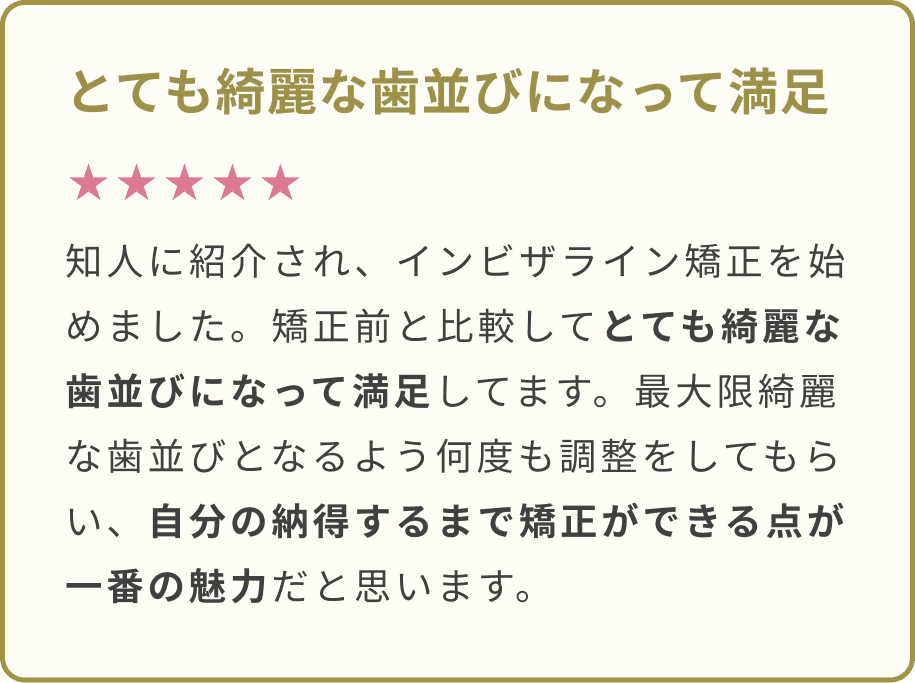 とても綺麗な歯並びになって満足
★★★★★
知人に紹介され、インビザライン矯正を始
めました。矯正前と比較してとても綺麗な
歯並びになって満足してます。最大限綺麗
な歯並びとなるよう何度も調整をしてもら
い、自分の納得するまで矯正ができる点が
一番の魅力だと思います。